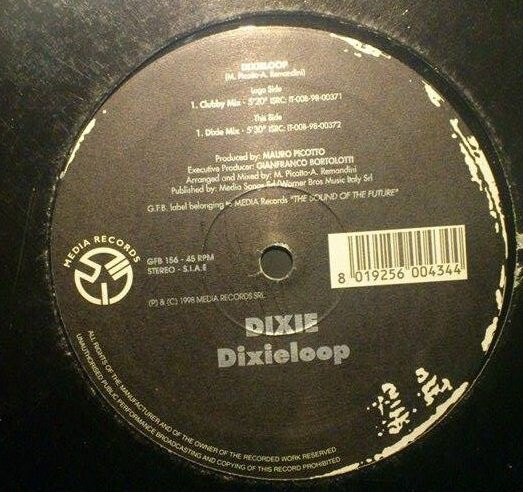 DIXIELOOP
(M. Picotto-A. Remondini)
Logo Side
1. Clubby Mix - 5'20" ISRC: IT-008-98-00371
This Side
1. Dixie Mix - 5'30" ISRC: IT-008-98-00372
Produced by: MAURO PICOTTO
Executive Producer: GIANFRANCO BORTOLOTTI
Arranged and Mixed by: M. Picotto-A. Remondini
Published by: Media Songs Srl/Warner Bros Music Italy Srl
G.F.B. label belonging to MEDIA Records "THE SOUND OF THE FUTURE"
MEDIA RECORDS
GFB 156 - 45 RPM
STEREO - S.I.A.E
8 019256 004344
(P) & (C) 1998 MEDIA RECORDS SRL
DIXIE
Dixieloop
ALL RIGHTS OF THE MANUFACTURER AND OF THE OWNER OF THE RECORDED WORK RESERVED
UNAUTHORISED PUBLIC PERFORMANCE BROADCASTING AND COPYING OF THIS RECORD PROHIBITED